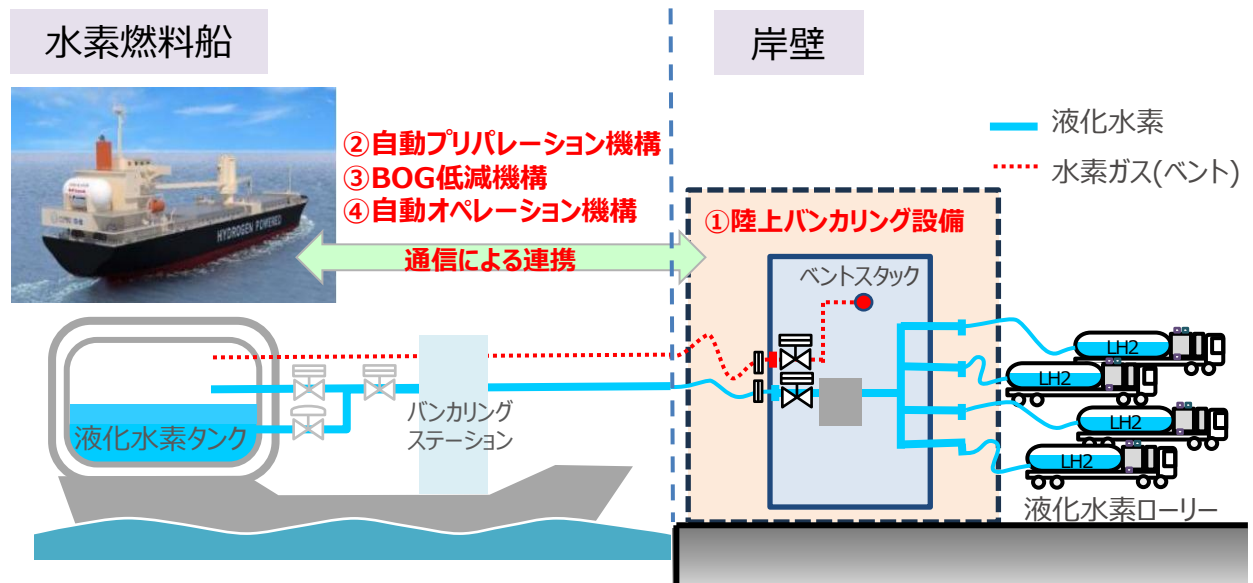 水素燃料船
岸壁
液化水素
水素ガス(ベント)
②自動プリパレーション機構
③BOG低減機構
④自動オペレーション機構
通信による連携
HYDROGEN POWERED
①陸上バンカリング設備
ベントスタック
LH2
LH2
LH2
LH2
バンカリング
ステーション
液化水素タンク
液化水素ローリー